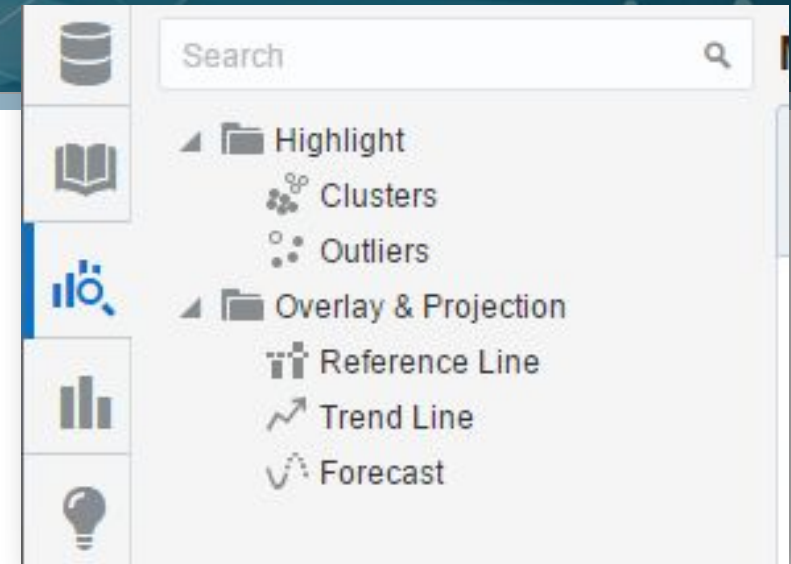 Search
Highlight
Clusters
Outliers
Overlay & Projection
Reference Line
Trend Line
Forecast